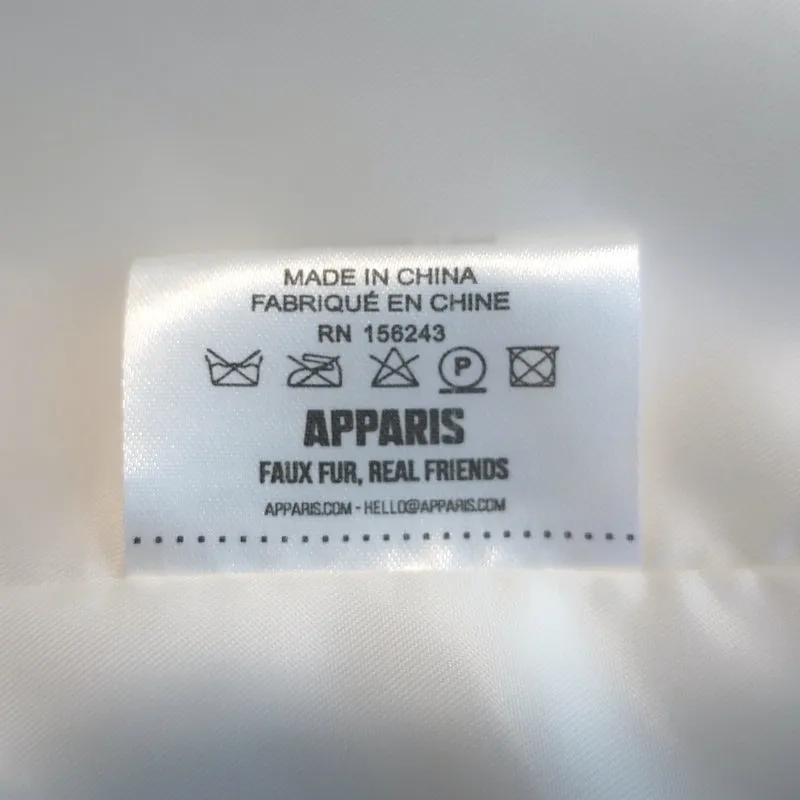 MADE IN CHINA
FABRIQUÉ EN CHINE
RN 156243
P
APPARIS
FAUX FUR, REAL FRIENDS
APPARIS.COM - HELLO@APPARIS.COM